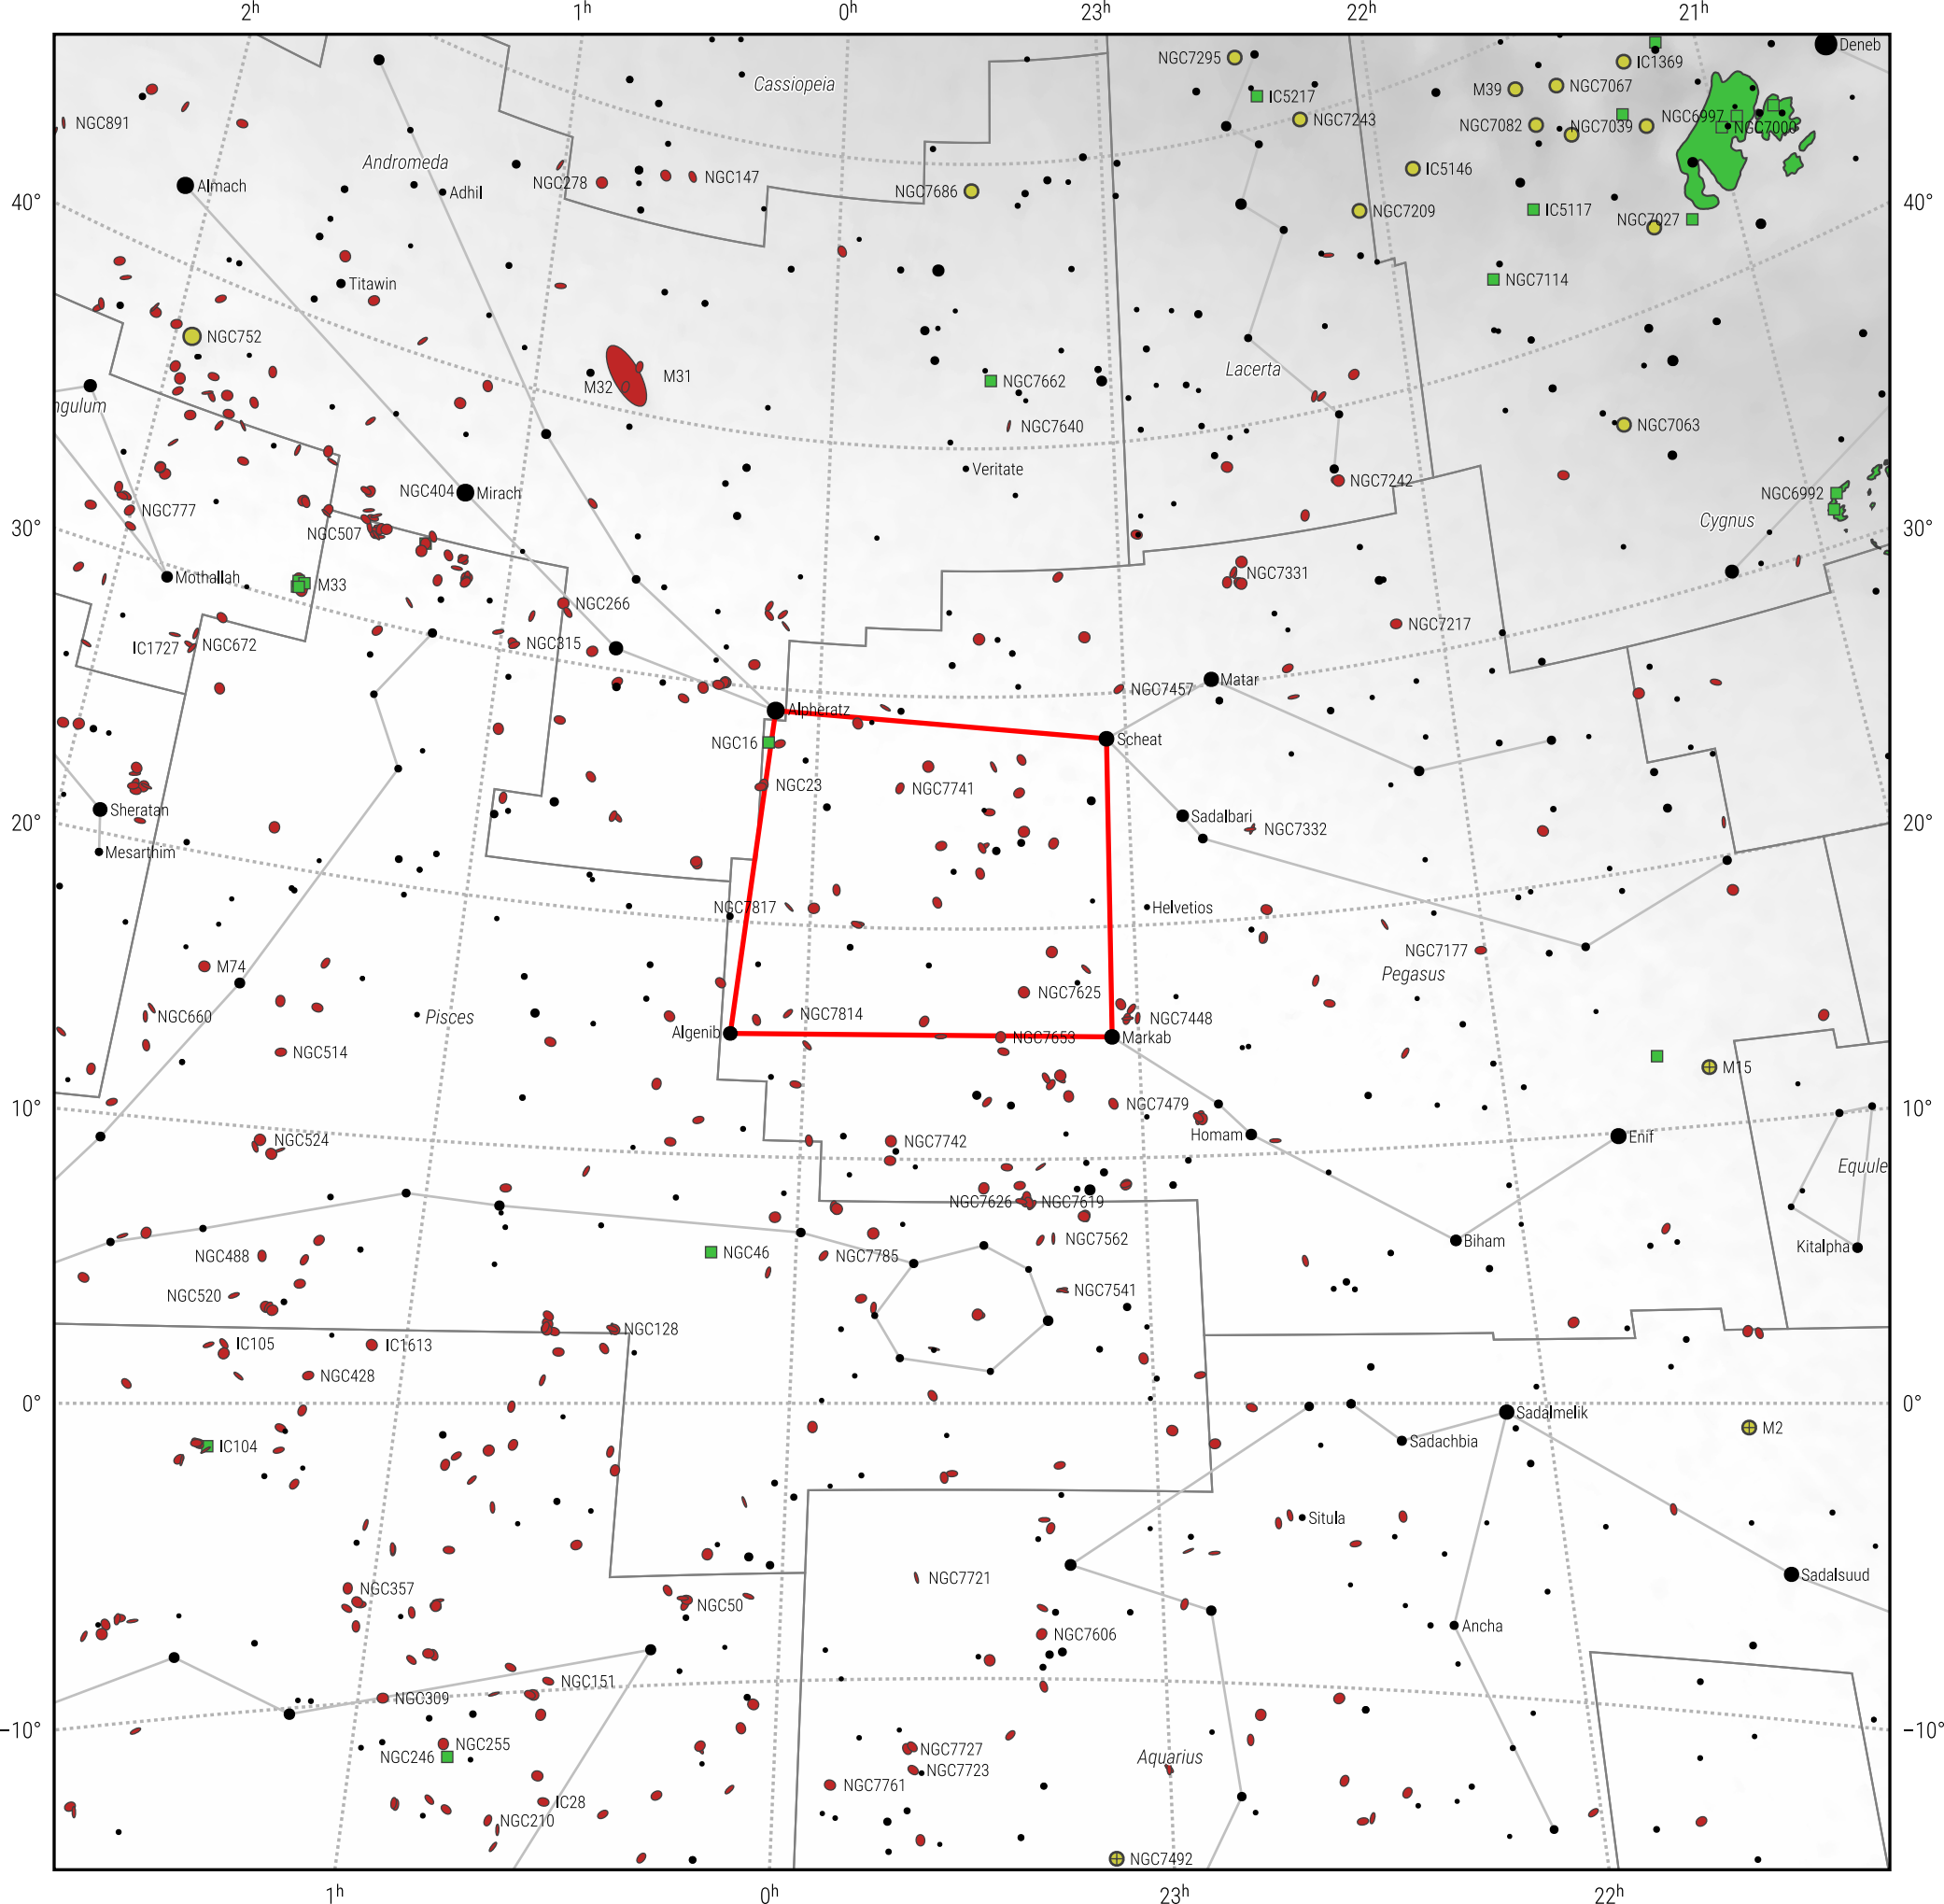 2h 1h 0h 23h 22h 21h
Deneb
NGC7295
IC1369
Cassiopeia
NGC7067
M39
IC5217
NGC6997
NGC891
NGC7243
NGC7082
NGC7039
NGC7000
Andromeda
IC5146
NGC147
NGC278
Almach
Adhil
NGC7686
40°
40°
NGC7209
IC5117
NGC7027
Titawin
NGC7114
NGC752
Lacerta
M31
M32
NGC7662
ngulum
NGC7063
NGC7640
Veritate
NGC7242
NGC404
Mirach
NGC6992
NGC777
Cygnus
30°
30°
NGC507
NGC7331
Mothallah
M33
NGC266
NGC7217
NGC315
IC1727
NGC672
Matar
NGC7457
Alpheratz
Scheat
NGC16
NGC23
NGC7741
Sheratan
Sadalbari
20°
20°
NGC7332
Mesarthim
NGC7817
Helvetios
NGC7177
M74
Pegasus
NGC7625
NGC7814
NGC660
Pisces
NGC7448
Algenib
NGC7653
Markab
NGC514
M15
NGC7479
10°
10°
Homam
Enif
NGC524
NGC7742
Equule
NGC7626
NGC7619
NGC7562
Biham
Kitalpha
NGC46
NGC488
NGC7785
NGC7541
NGC520
NGC128
IC105
IC1613
NGC428
0°
0°
Sadalmelik
M2
Sadachbia
IC104
Situla
Sadalsuud
NGC7721
NGC357
NGC50
Ancha
NGC7606
NGC151
NGC309
−10°
−10°
NGC255
NGC246
NGC7727
Aquarius
NGC7723
NGC7761
IC28
NGC210
NGC7492
1h 0h 23h 22h